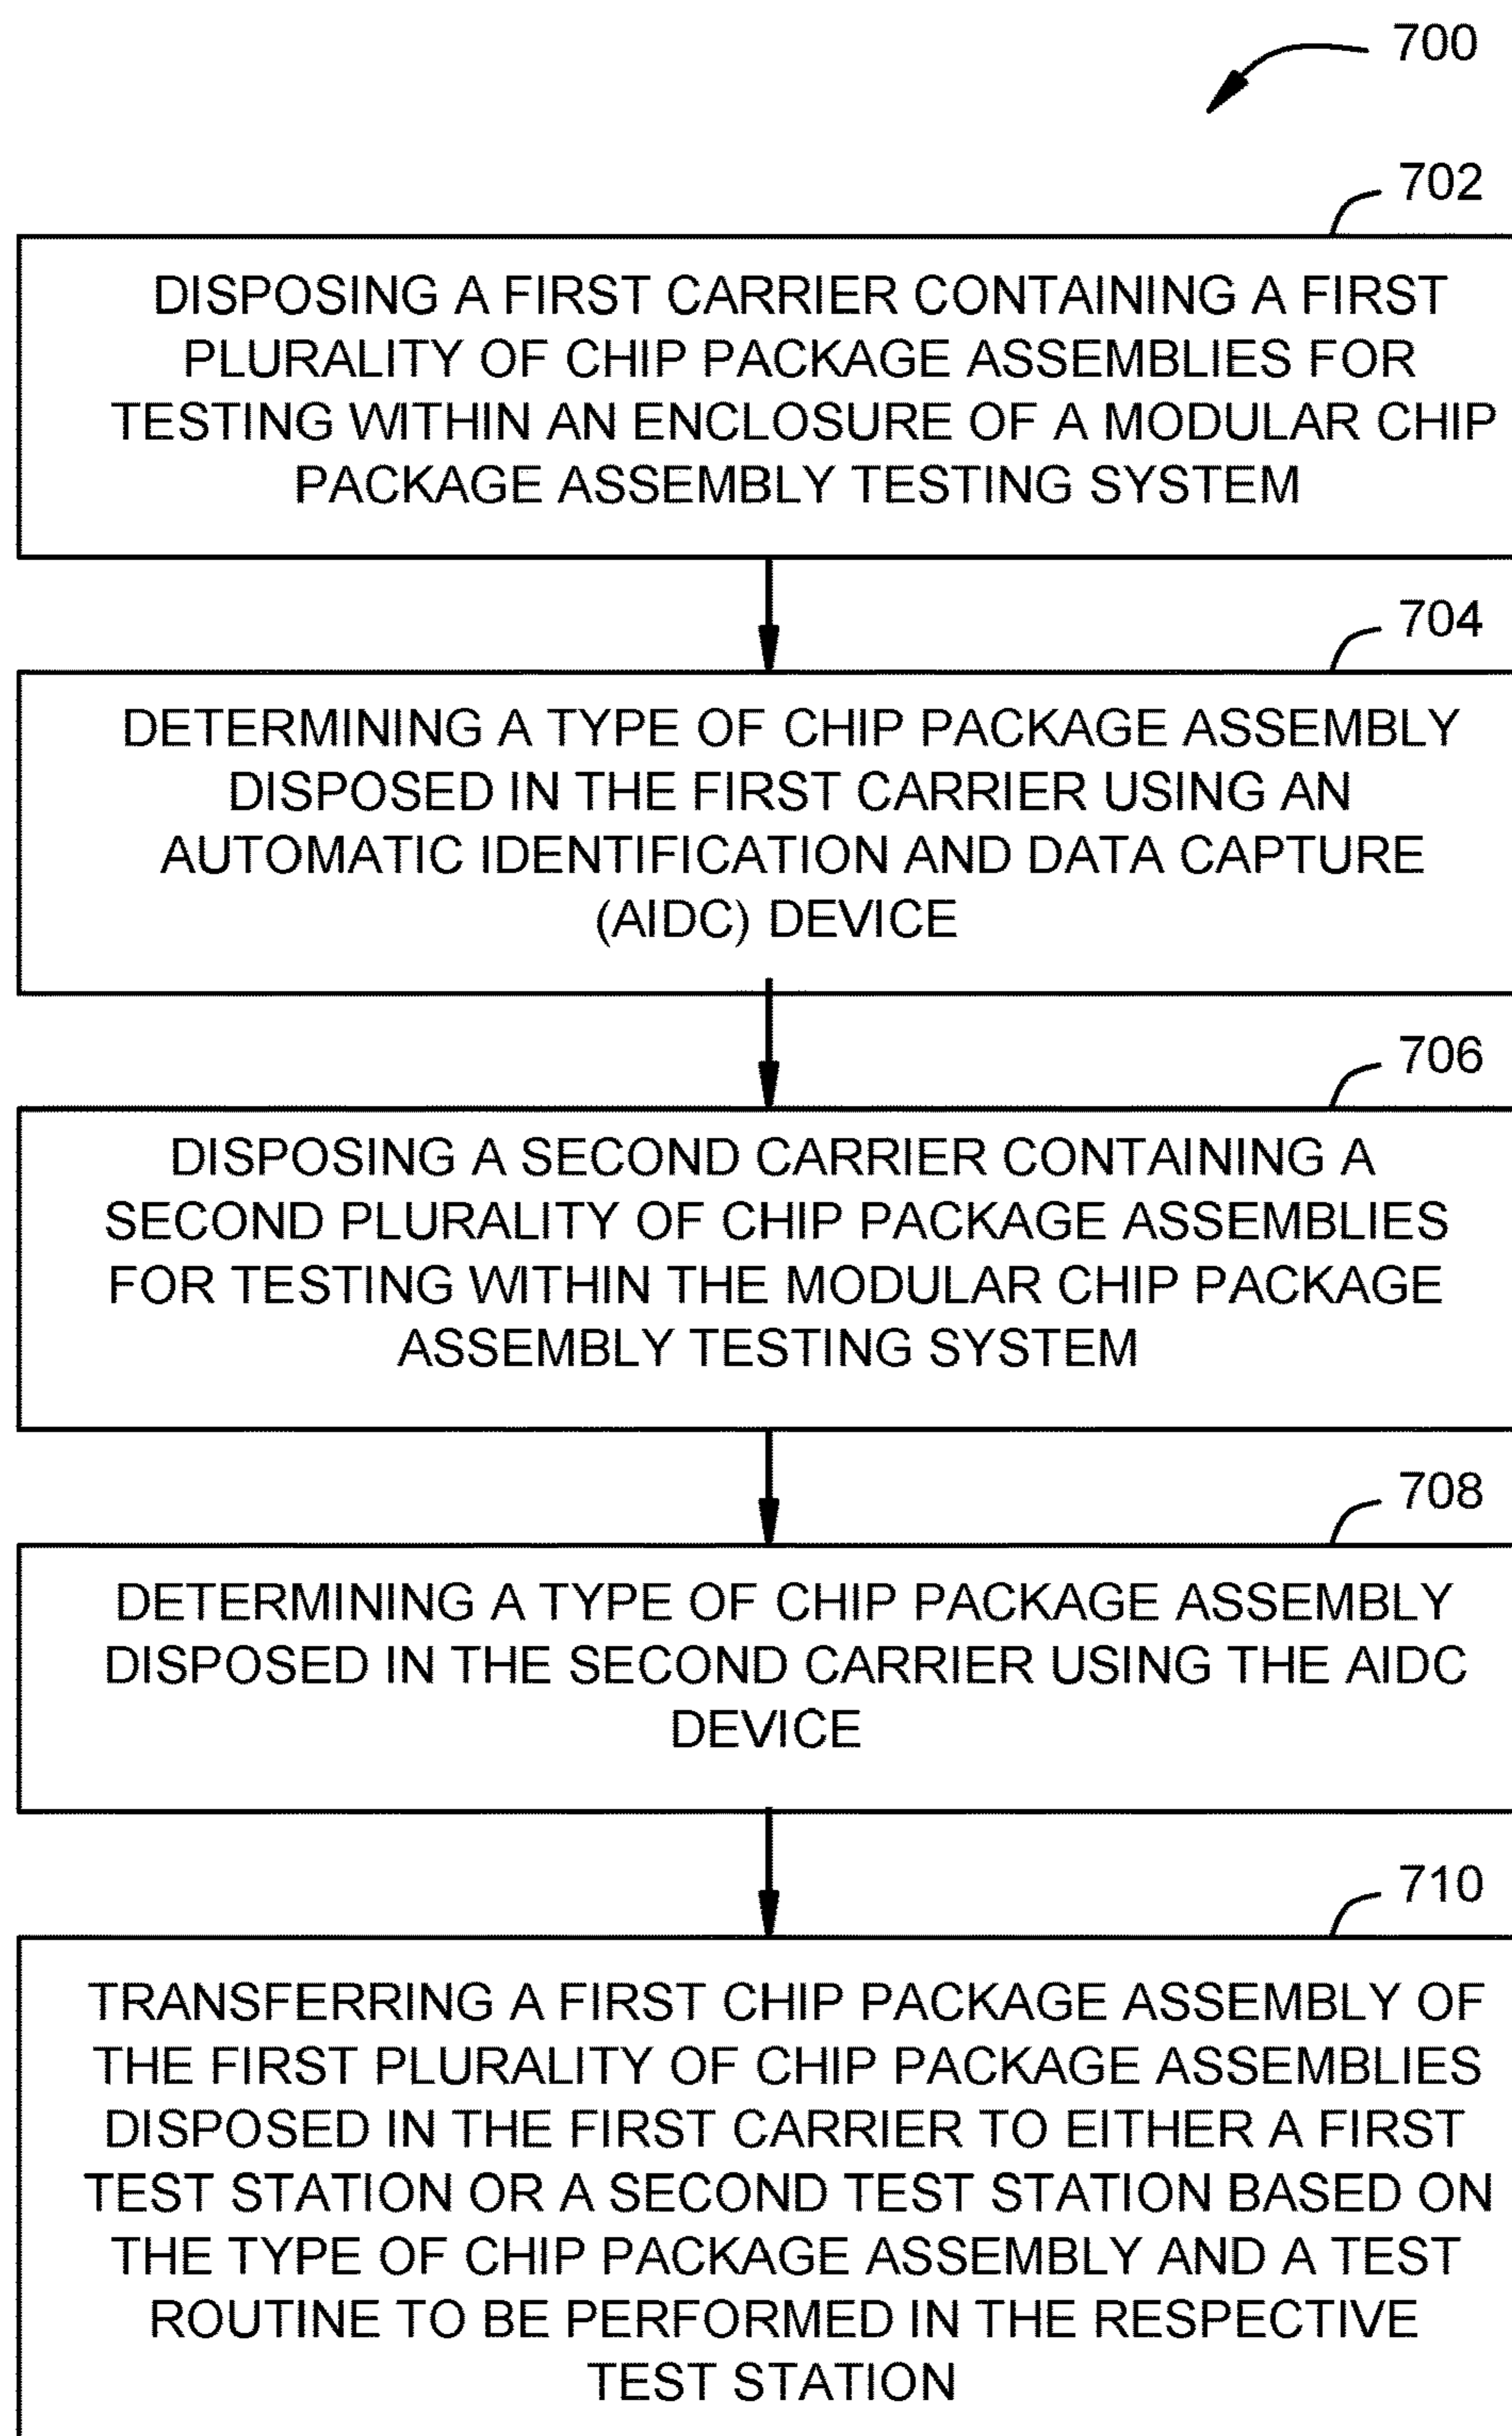 700
702
DISPOSING A FIRST CARRIER CONTAINING A FIRST
PLURALITY OF CHIP PACKAGE ASSEMBLIES FOR
TESTING WITHIN AN ENCLOSURE OF A MODULAR CHIP
PACKAGE ASSEMBLY TESTING SYSTEM
704
DETERMINING A TYPE OF CHIP PACKAGE ASSEMBLY
DISPOSED IN THE FIRST CARRIER USING AN
AUTOMATIC IDENTIFICATION AND DATA CAPTURE
(AIDC) DEVICE
706
DISPOSING A SECOND CARRIER CONTAINING A
SECOND PLURALITY OF CHIP PACKAGE ASSEMBLIES
FOR TESTING WITHIN THE MODULAR CHIP PACKAGE
ASSEMBLY TESTING SYSTEM
708
DETERMINING A TYPE OF CHIP PACKAGE ASSEMBLY
DISPOSED IN THE SECOND CARRIER USING THE AIDC
DEVICE
710
TRANSFERRING A FIRST CHIP PACKAGE ASSEMBLY OF
THE FIRST PLURALITY OF CHIP PACKAGE ASSEMBLIES
DISPOSED IN THE FIRST CARRIER TO EITHER A FIRST
TEST STATION OR A SECOND TEST STATION BASED ON
THE TYPE OF CHIP PACKAGE ASSEMBLY AND A TEST
ROUTINE TO BE PERFORMED IN THE RESPECTIVE
TEST STATION